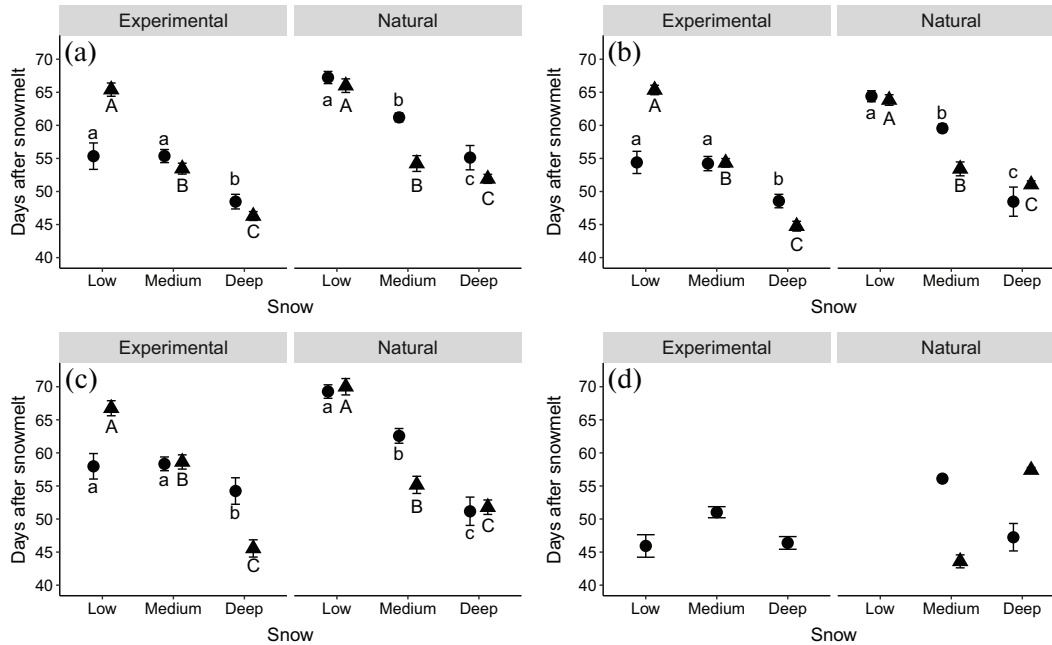 Experimental Natural
(a)
Days after snowmelt
70
65
60
55
50
45
40
a A a B b C
a A b B c C
Low Medium Deep Low Medium Deep
Snow
Experimental Natural
(b)
Days after snowmelt
70
65
60
55
50
45
40
a A a B b C
a A b B c C
Low Medium Deep Low Medium Deep
Snow
Experimental Natural
(c)
Days after snowmelt
70
65
60
55
50
45
40
a A a B b C
a A b B c C
Low Medium Deep Low Medium Deep
Snow
Experimental Natural
(d)
Days after snowmelt
70
65
60
55
50
45
40
Low Medium Deep Low Medium Deep
Snow